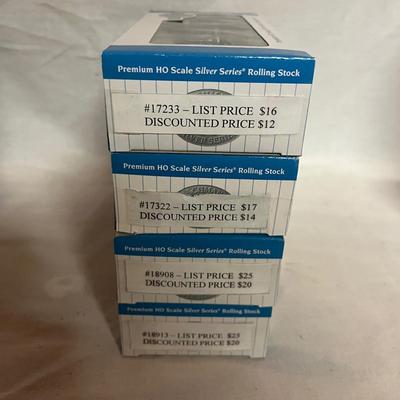 Premium HO Scale Silver Series® Rolling Stock
#17233 – LIST PRICE $16
DISCOUNTED PRICE $12
SILVER SERIES
Premium HO Scale Silver Series® Rolling Stock
#17322 – LIST PRICE $17
DISCOUNTED PRICE $14
Premium HO Scale Silver Series® Rolling Stock
#18908 – LIST PRICE $25
DISCOUNTED PRICE $20
Premium HO Scale Silver Series® Rolling Stock
#18913 – LIST PRICE $25
DISCOUNTED PRICE $20